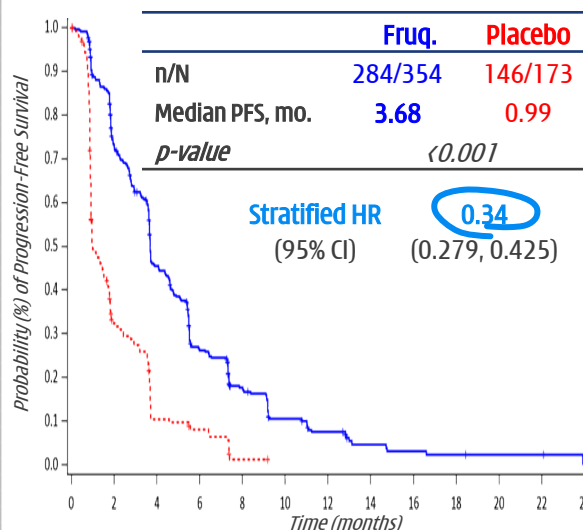 Fruq. Placebo
n/N 284/354 146/173
Median PFS, mo. 3.68 0.99
p-value <0.001
Stratified HR 0.34
(95% CI) (0.279, 0.425)
Probability (%) of Progression-Free Survival
1.0
0.9
0.8
0.7
0.6
0.5
0.4
0.3
0.2
0.1
0.0
0 2 4 6 8 10 12 14 16 18 20 22
Time (months)